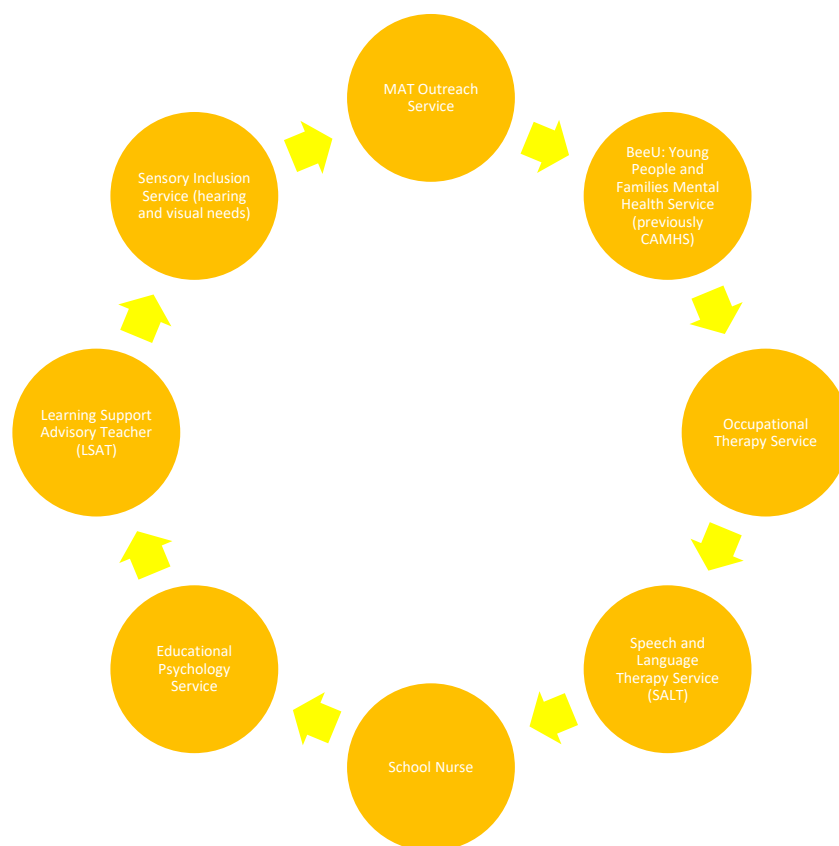 MAT Outreach
Service
BeeU: Young
People and
Families Mental
Health Service
(previously
CAMHS)
Occupational
Therapy Service
Speech and
Language
Therapy Service
(SALT)
School Nurse
Educational
Psychology
Service
Learning Support
Advisory Teacher
(LSAT)
Sensory Inclusion
Service (hearing
and visual needs)